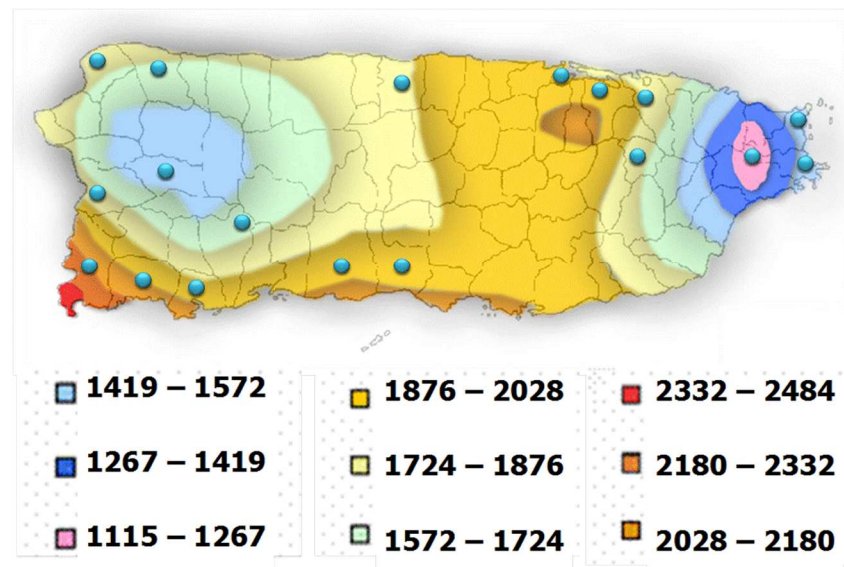 1419 – 1572
1267 – 1419
1115 – 1267
1876 – 2028
1724 – 1876
1572 – 1724
2332 – 2484
2180 – 2332
2028 – 2180